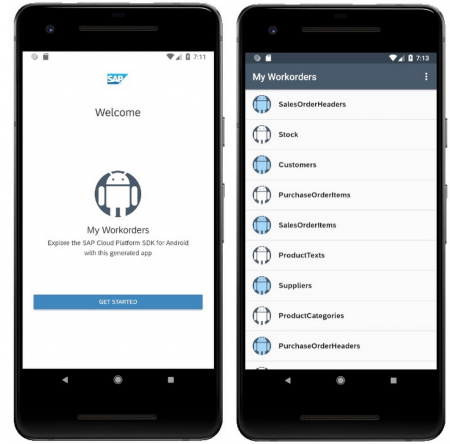 7:11
SAP
Welcome
My Workorders
Explore the SAP Cloud Platform SDK for Android
with this generated app
GET STARTED
7:13
My Workorders
SalesOrderHeaders
Stock
Customers
PurchaseOrderItems
SalesOrderItems
ProductTexts
Suppliers
ProductCategories
PurchaseOrderHeaders